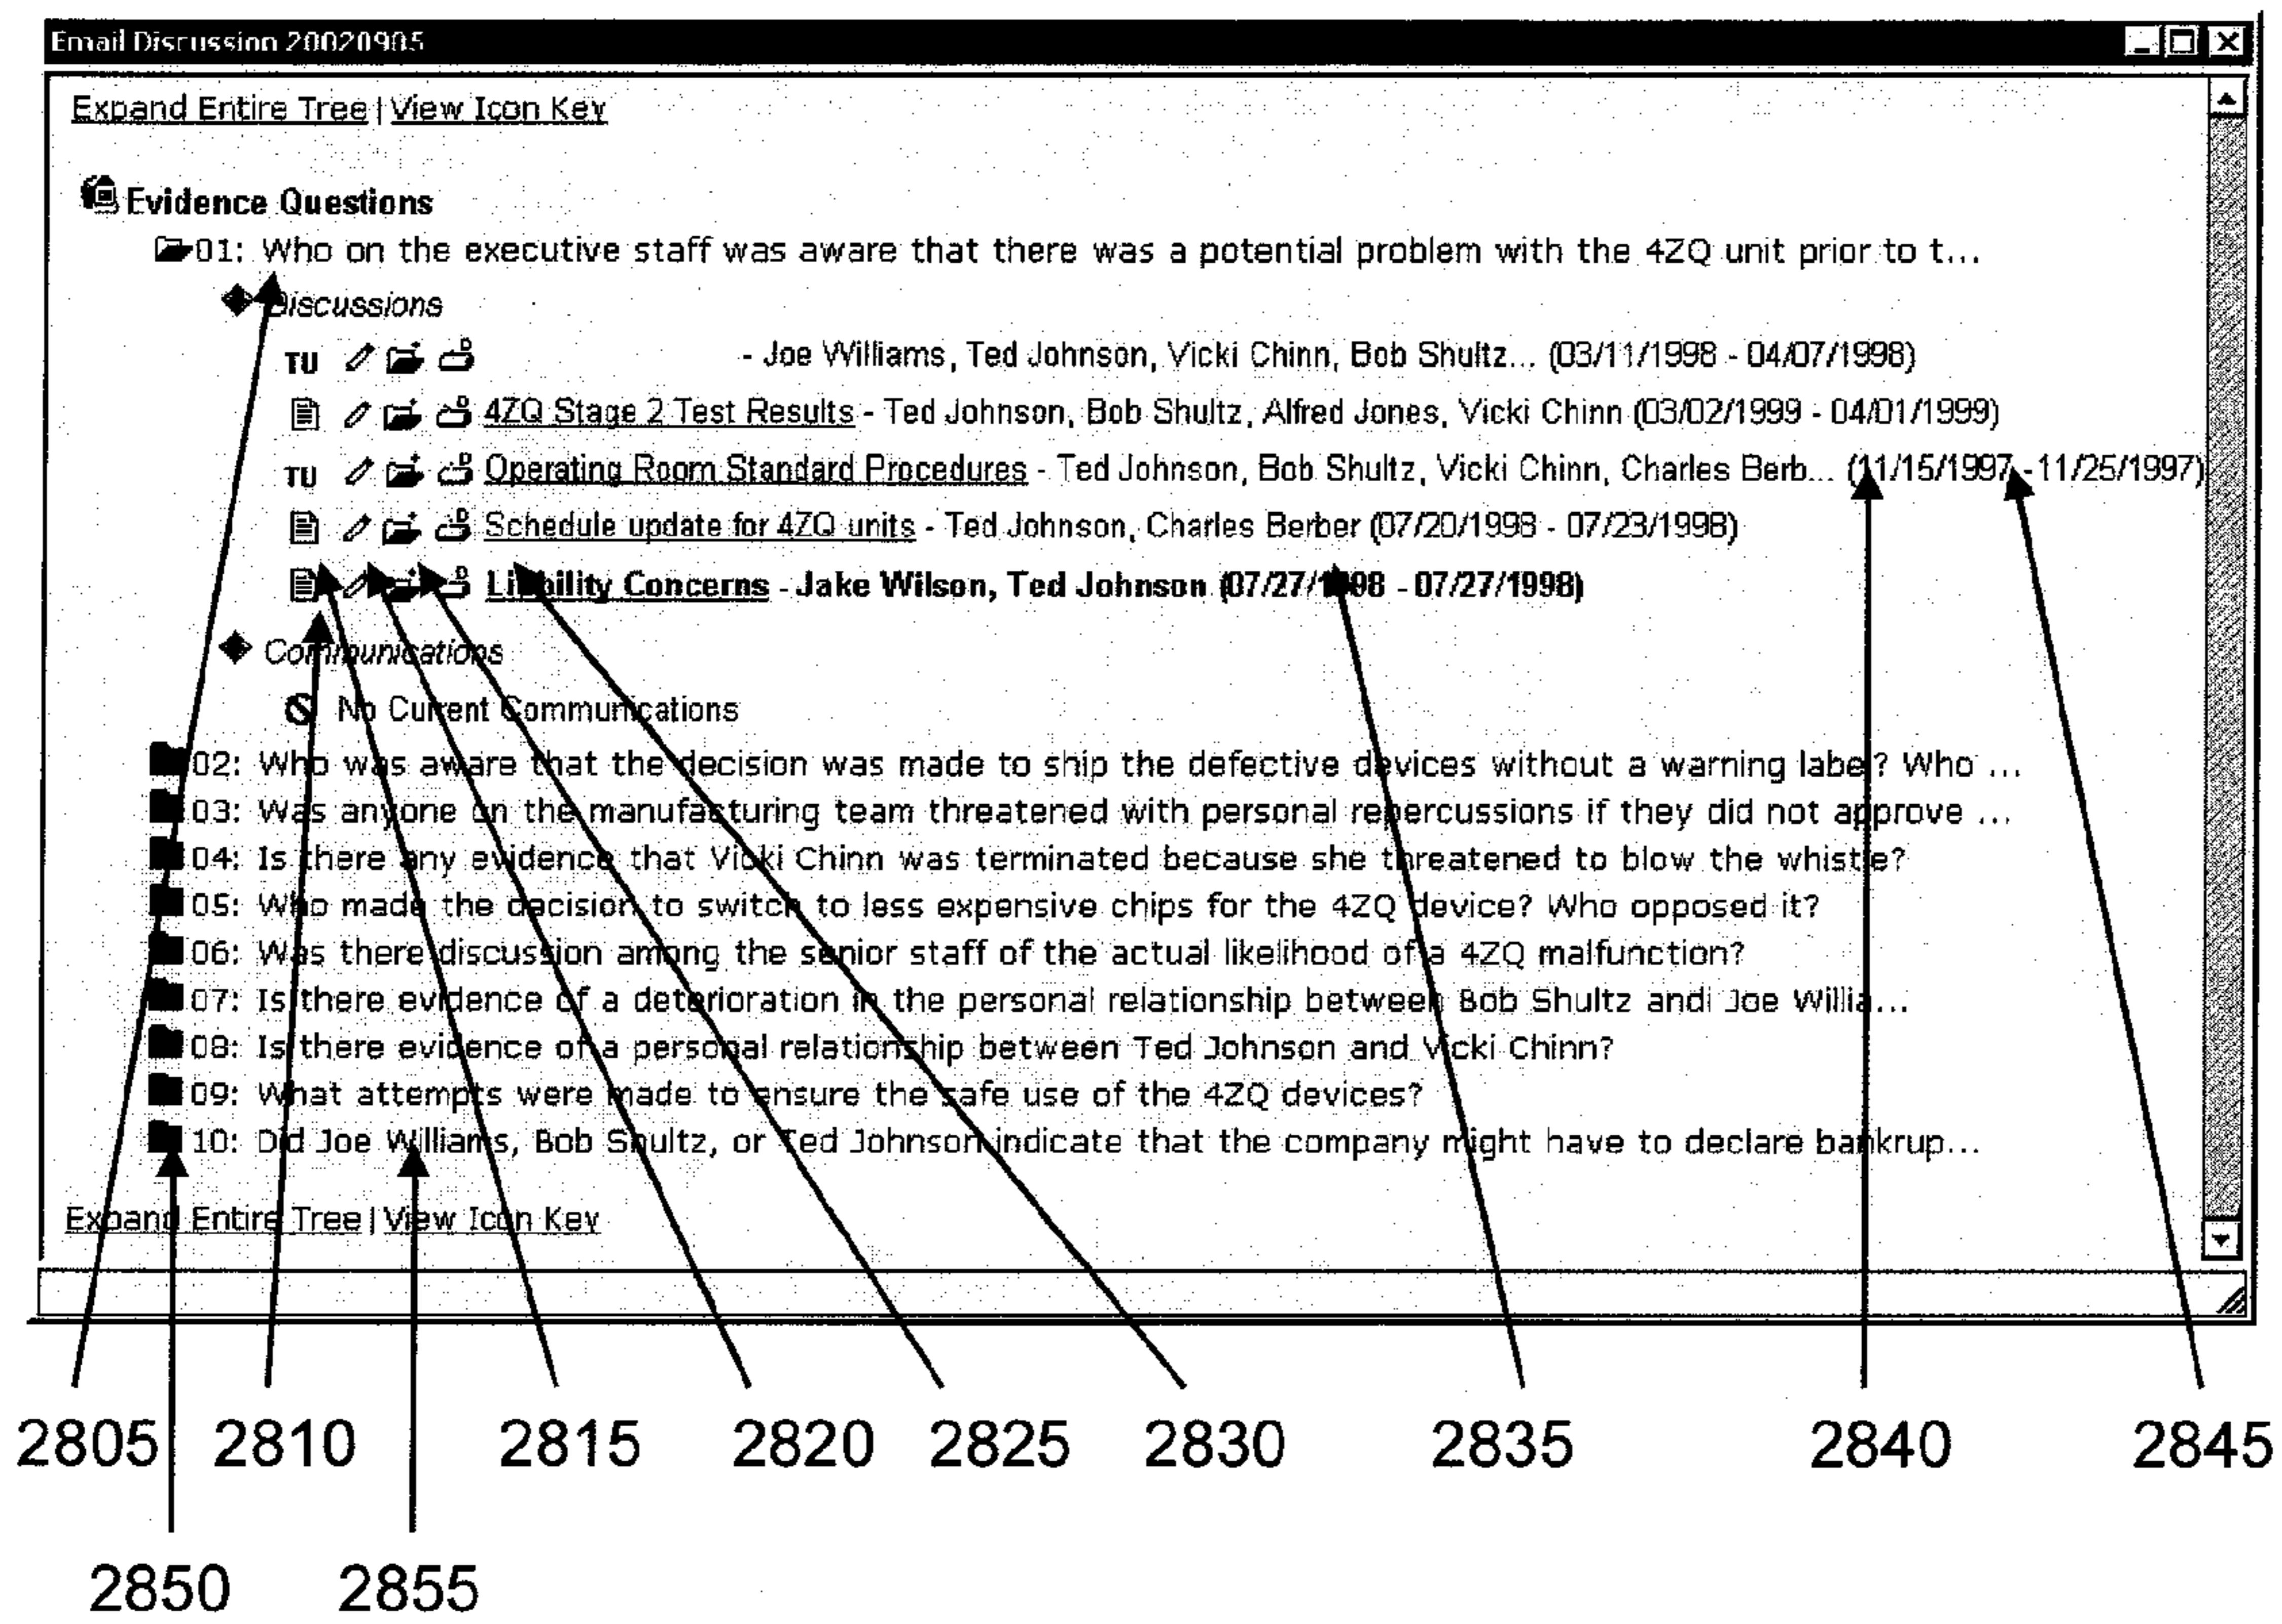 Email Discussion 20020905
Expand Entire Tree | View Icon Key
Evidence Questions
01: Who on the executive staff was aware that there was a potential problem with the 4ZQ unit prior to t...
Discussions
TU - Joe Williams, Ted Johnson, Vicki Chinn, Bob Shultz... (03/11/1998 - 04/07/1998)
4ZQ Stage 2 Test Results - Ted Johnson, Bob Shultz, Alfred Jones, Vicki Chinn (03/02/1999 - 04/01/1999)
TU Operating Room Standard Procedures - Ted Johnson, Bob Shultz, Vicki Chinn, Charles Berb... (11/15/1997 - 11/25/1997)
Schedule update for 4ZQ units - Ted Johnson, Charles Berber (07/20/1998 - 07/23/1998)
Liability Concerns - Jake Wilson, Ted Johnson (07/27/1998 - 07/27/1998)
Communications
No Current Communications
02: Who was aware that the decision was made to ship the defective devices without a warning label? Who ...
03: Was anyone on the manufacturing team threatened with personal repercussions if they did not approve ...
04: Is there any evidence that Vicki Chinn was terminated because she threatened to blow the whistle?
05: Who made the decision to switch to less expensive chips for the 4ZQ device? Who opposed it?
06: Was there discussion among the senior staff of the actual likelihood of a 4ZQ malfunction?
07: Is there evidence of a deterioration in the personal relationship between Bob Shultz andi Joe Willia...
08: Is there evidence of a personal relationship between Ted Johnson and Vicki Chinn?
09: What attempts were made to ensure the safe use of the 4ZQ devices?
10: Did Joe Williams, Bob Shultz, or Ted Johnson indicate that the company might have to declare bankrup...
Expand Entire Tree | View Icon Key
2805 2810 2815 2820 2825 2830 2835 2840 2845
2850 2855